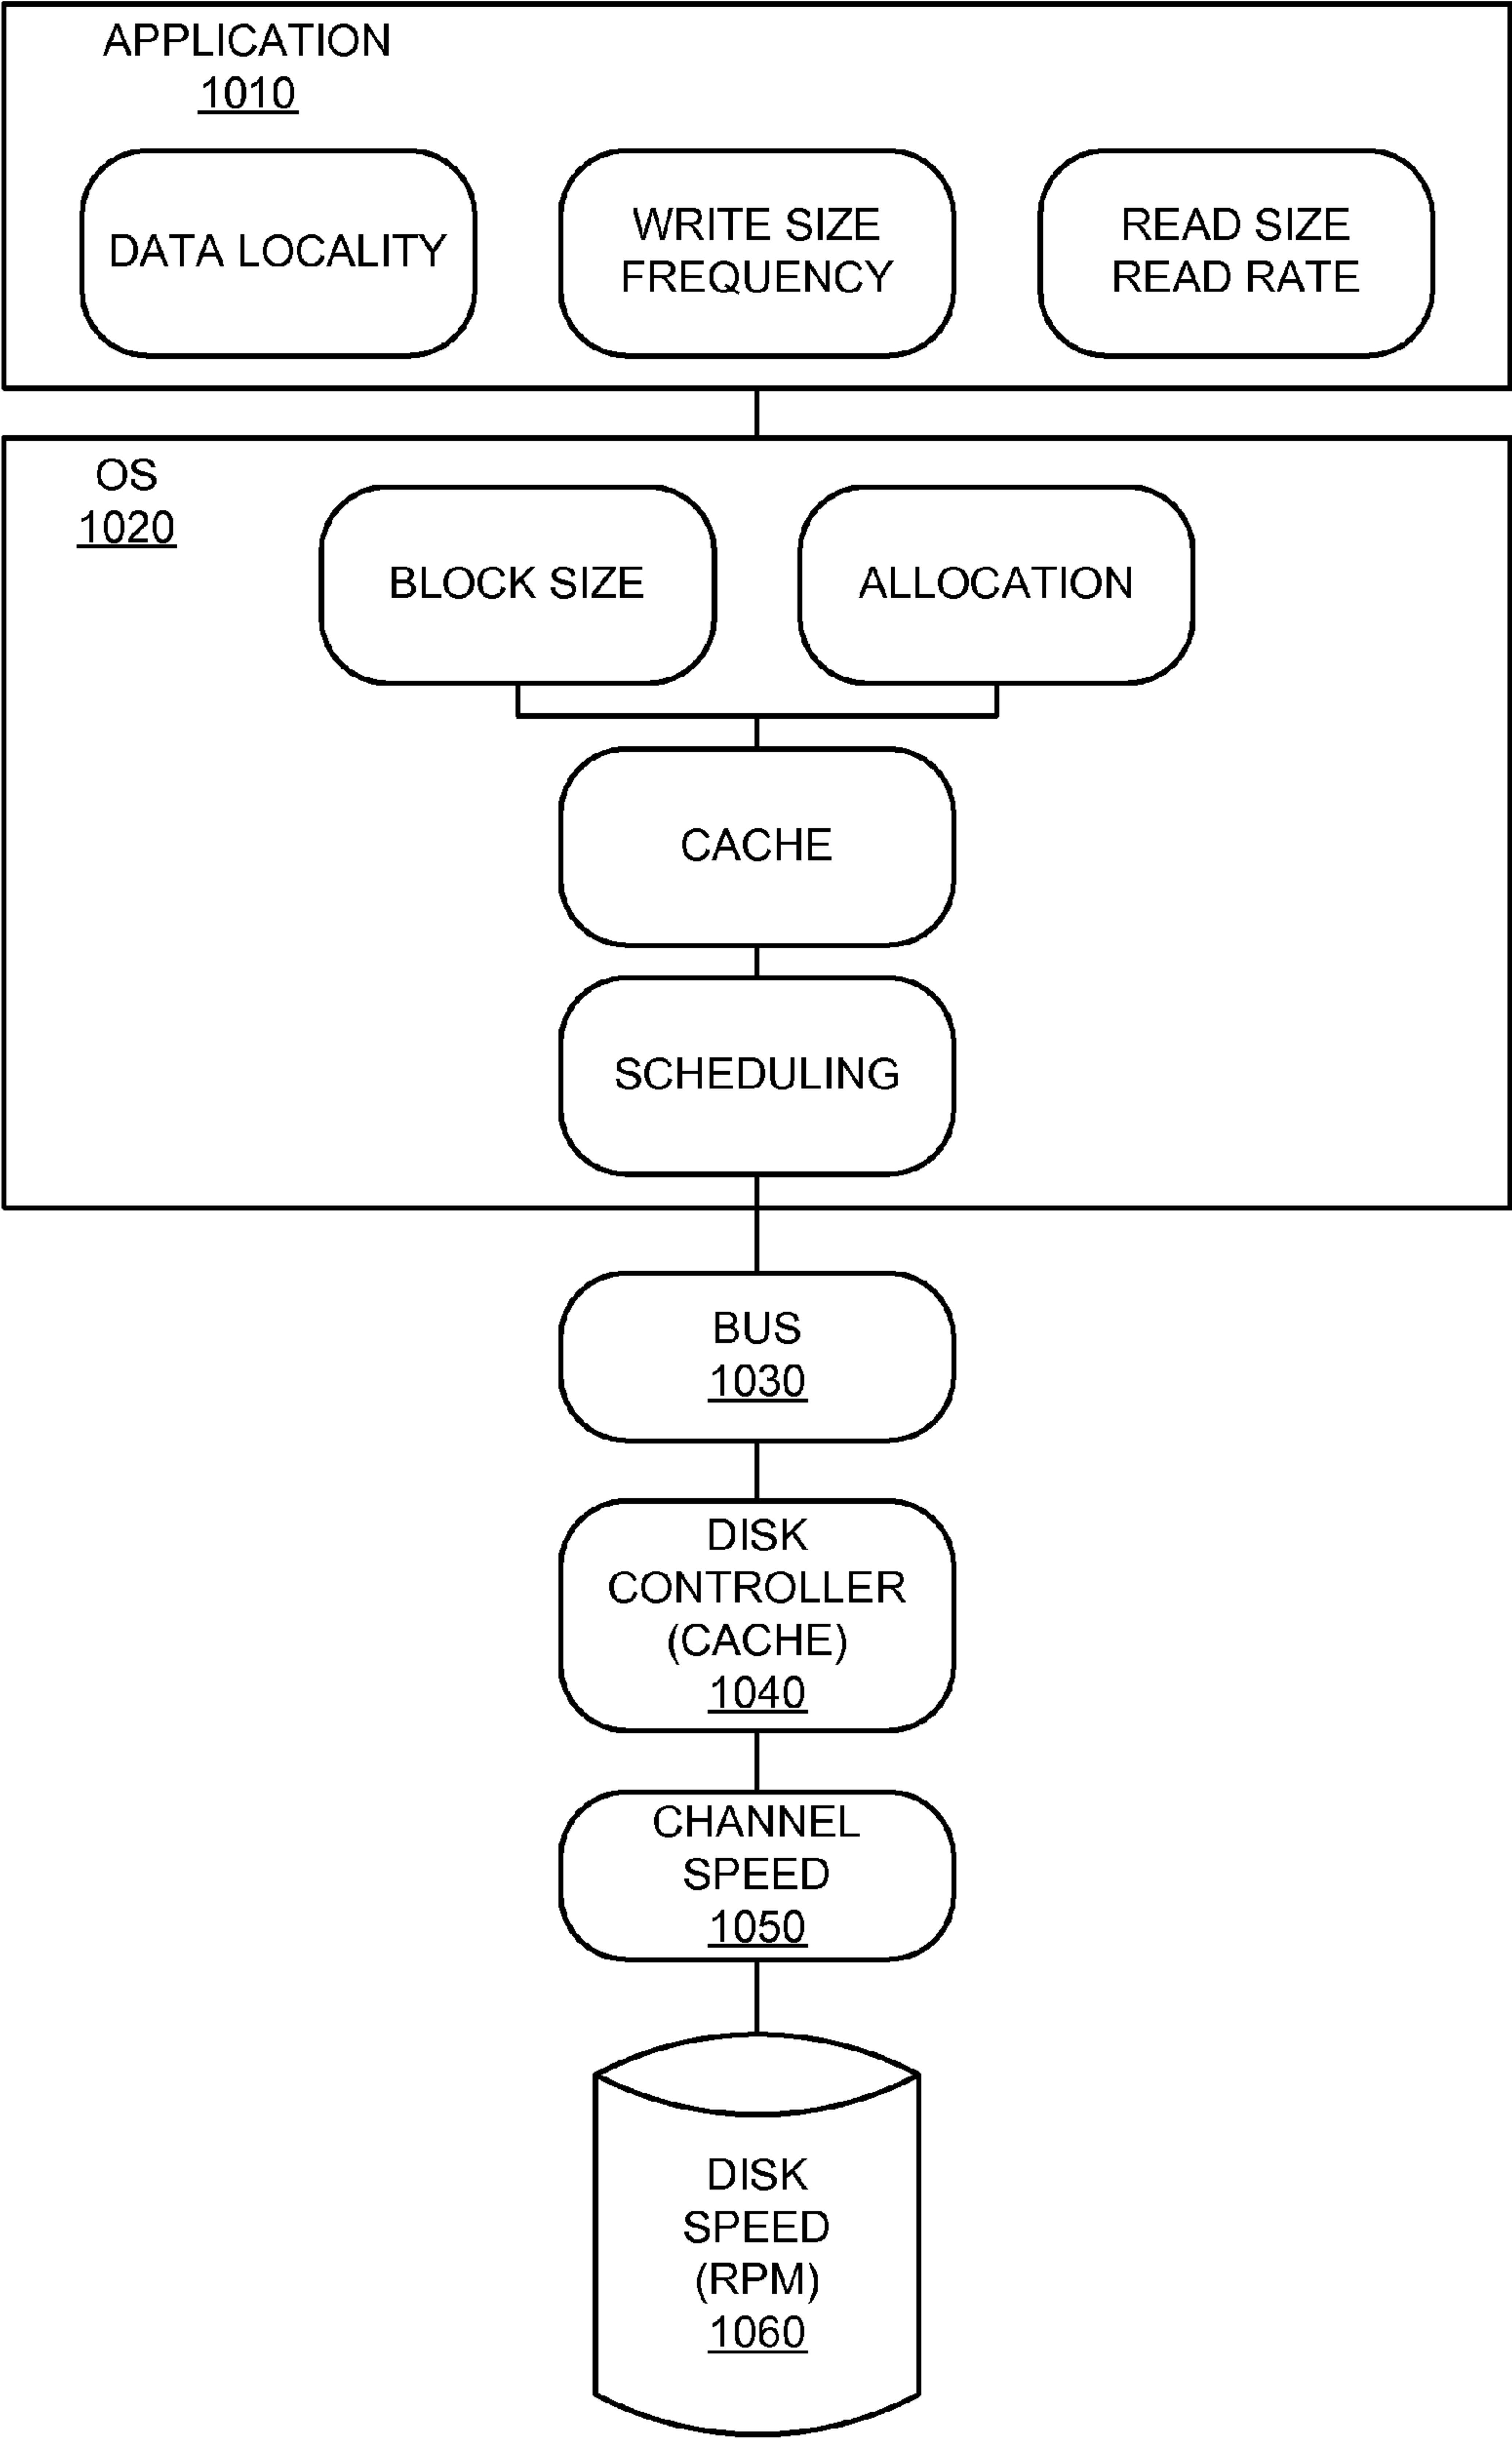 APPLICATION
1010
DATA LOCALITY
WRITE SIZE
FREQUENCY
READ SIZE
READ RATE
OS
1020
BLOCK SIZE
ALLOCATION
CACHE
SCHEDULING
BUS
1030
DISK
CONTROLLER
(CACHE)
1040
CHANNEL
SPEED
1050
DISK
SPEED
(RPM)
1060